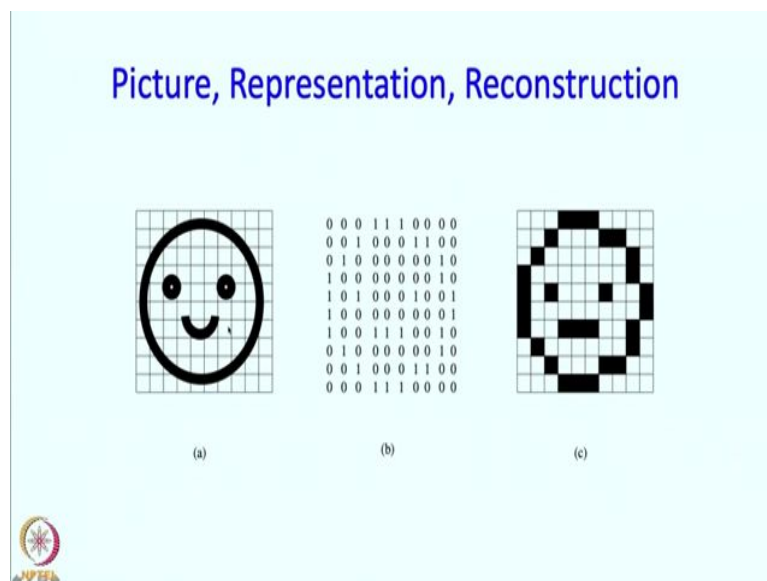 Picture, Representation, Reconstruction
0 0 0 1 1 1 0 0 0 0
0 0 1 0 0 0 1 1 0 0
0 1 0 0 0 0 0 0 1 0
1 0 0 0 0 0 0 0 1 0
1 0 1 0 0 0 1 0 0 1
1 0 0 0 0 0 0 0 0 1
1 0 0 1 1 1 0 0 1 0
0 1 0 0 0 0 0 0 1 0
0 0 1 0 0 0 1 1 0 0
0 0 0 1 1 1 0 0 0 0
(a) (b) (c)
NPTEL